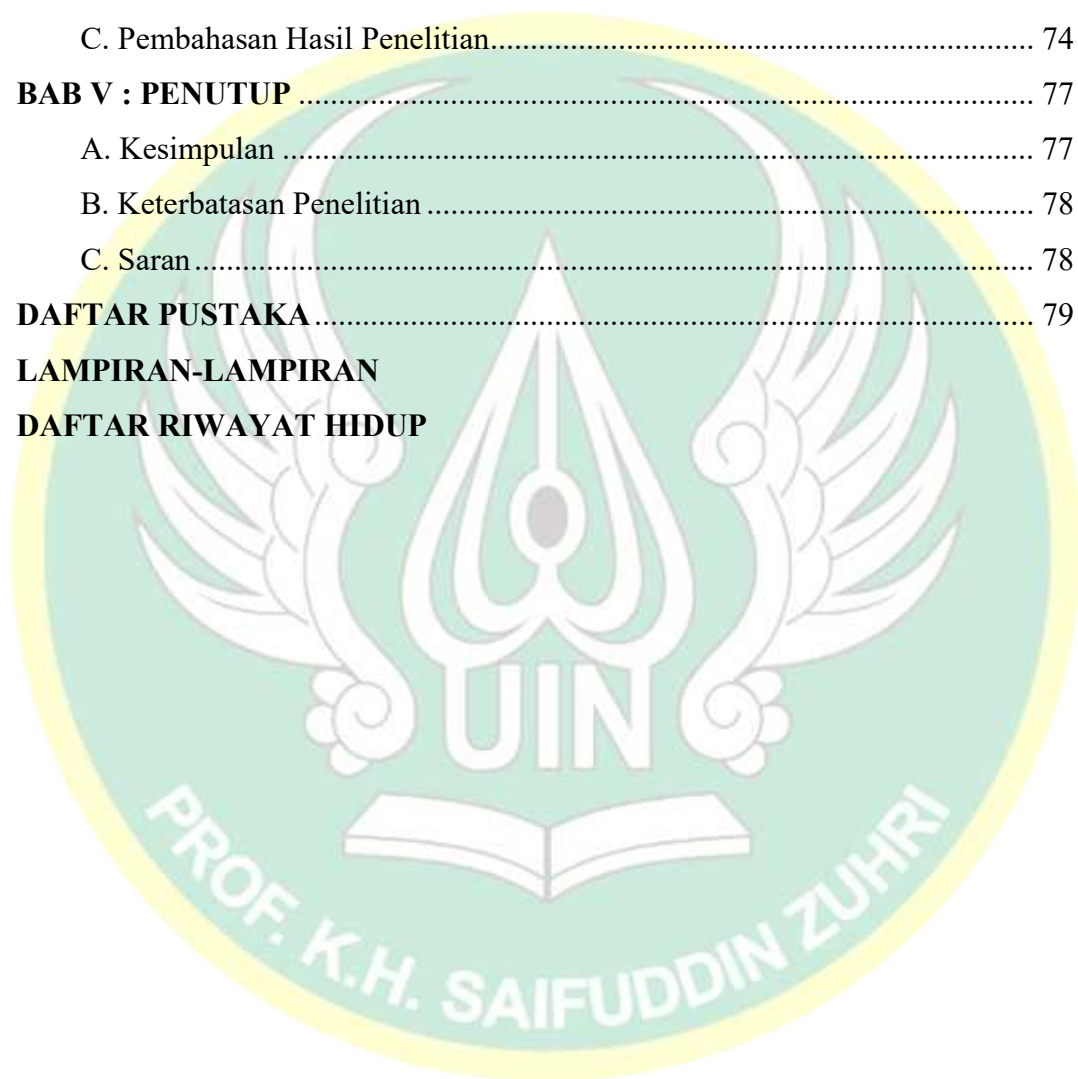 C. Pembahasan Hasil Penelitian.................................................................... 74
BAB V : PENUTUP ............................................................................................ 77
A. Kesimpulan .............................................................................................. 77
B. Keterbatasan Penelitian ............................................................................ 78
C. Saran ......................................................................................................... 78
DAFTAR PUSTAKA .......................................................................................... 79
LAMPIRAN-LAMPIRAN
DAFTAR RIWAYAT HIDUP
UIN
PROF. K.H. SAIFUDDIN ZUHRI